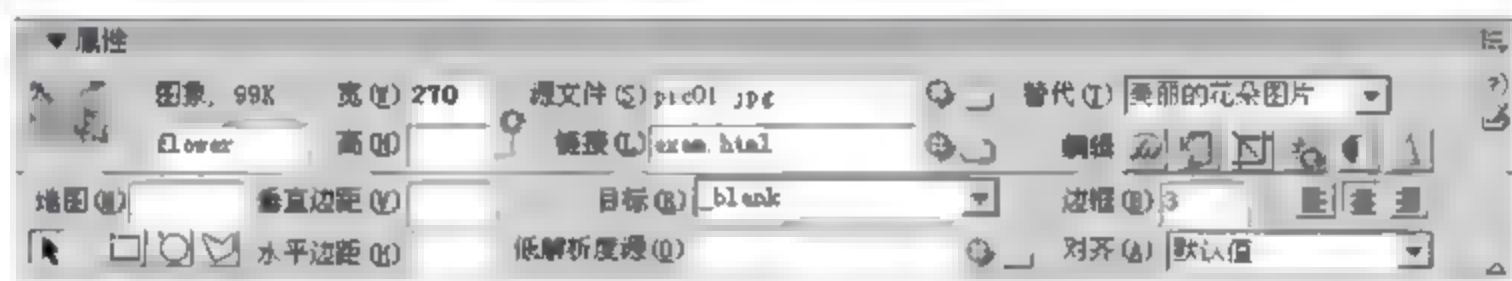 属性
图象, 99K 宽(W) 270 源文件(S) pic01.jpg 替代(T) 美丽的花朵图片
flower 高(H) 链接(L) exam.html 编辑
地图(M) 垂直边距(V) 目标(R) _blank 边框(B) 3
水平边距(H) 低解析度源(O) 对齐(A) 默认值